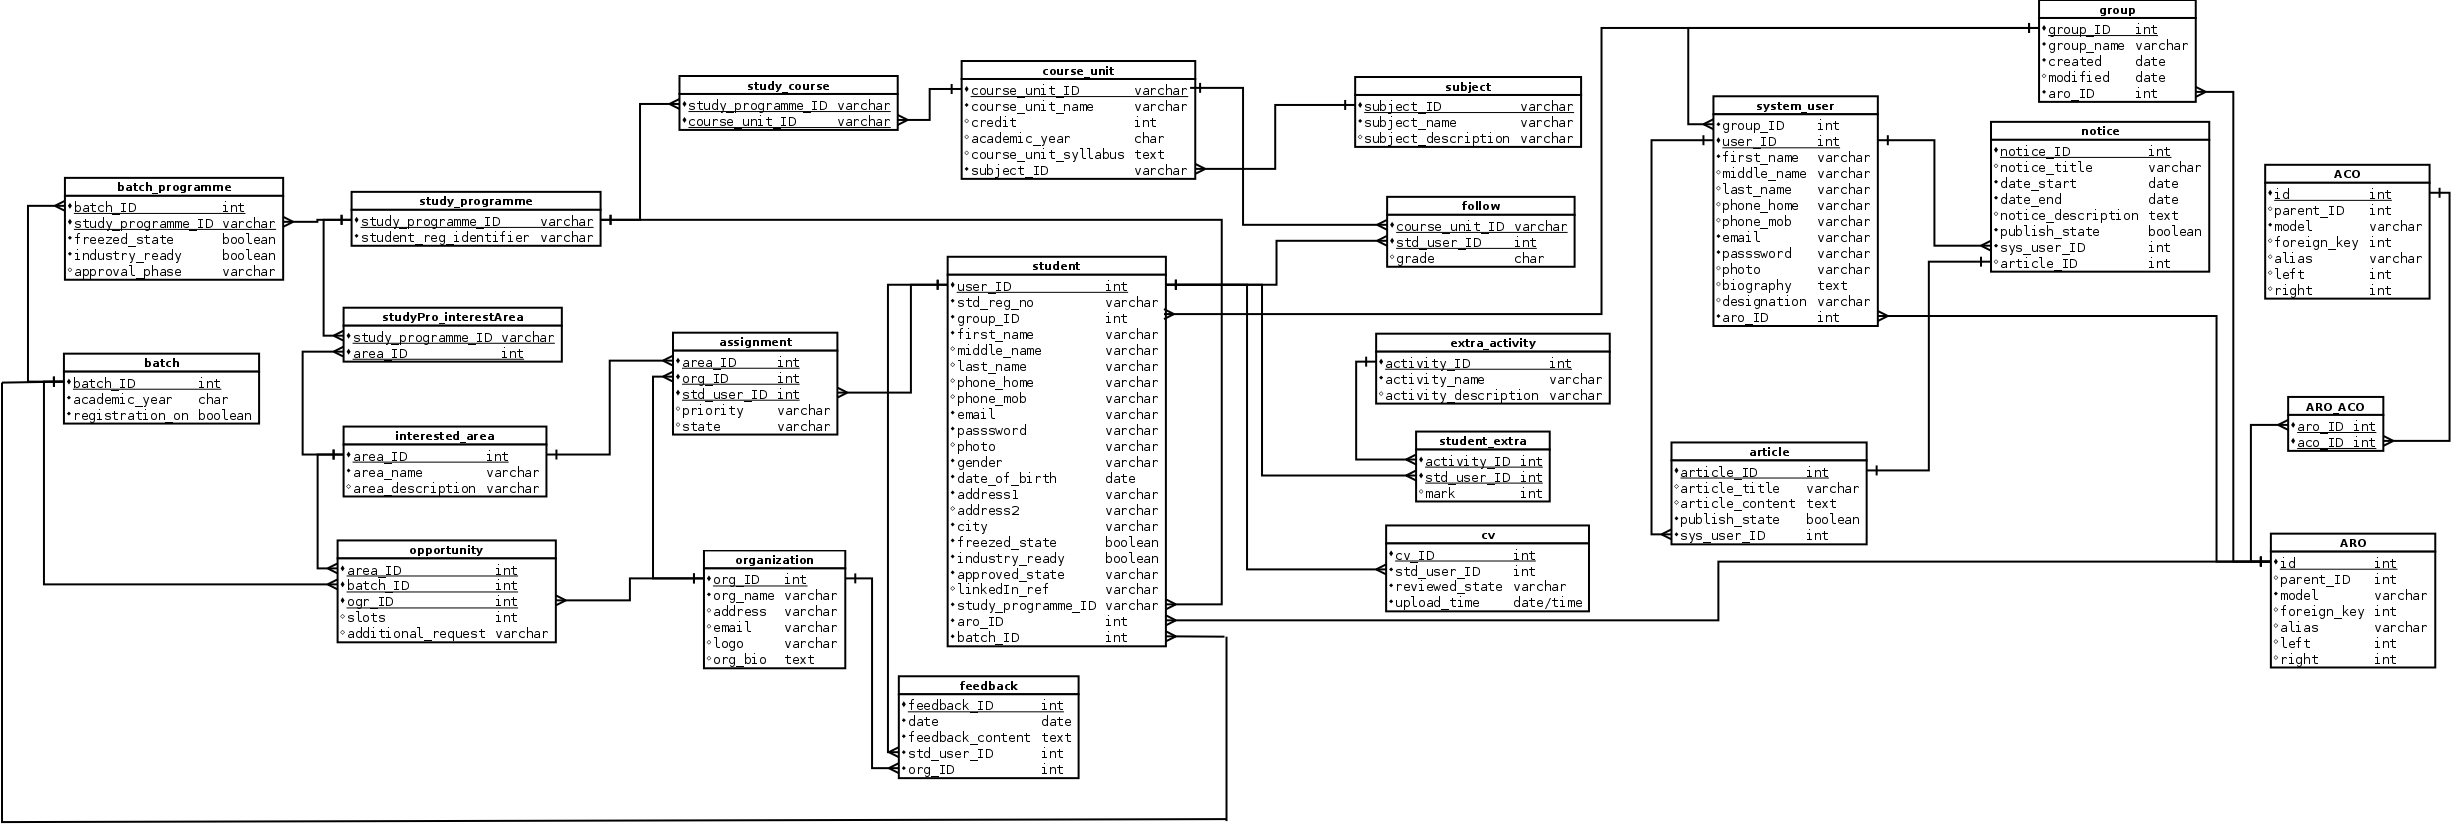 group
group_ID int
group_name varchar
created date
modified date
aro_ID int
study_course
study_programme_ID varchar
course_unit_ID varchar
course_unit
course_unit_ID varchar
course_unit_name varchar
credit int
academic_year char
course_unit_syllabus text
subject_ID varchar
subject
subject_ID varchar
subject_name varchar
subject_description varchar
system_user
group_ID int
user_ID int
first_name varchar
middle_name varchar
last_name varchar
phone_home varchar
phone_mob varchar
email varchar
passsword varchar
photo varchar
biography text
designation varchar
aro_ID int
notice
notice_ID int
notice_title varchar
date_start date
date_end date
notice_description text
publish_state boolean
sys_user_ID int
article_ID int
ACO
id int
parent_ID int
model varchar
foreign_key int
alias varchar
left int
right int
batch_programme
batch_ID int
study_programme_ID varchar
freezed_state boolean
industry_ready boolean
approval_phase varchar
study_programme
study_programme_ID varchar
student_reg_identifier varchar
follow
course_unit_ID varchar
std_user_ID int
grade char
student
user_ID int
std_reg_no varchar
group_ID int
first_name varchar
middle_name varchar
last_name varchar
phone_home varchar
phone_mob varchar
email varchar
passsword varchar
photo varchar
gender varchar
date_of_birth date
address1 varchar
address2 varchar
city varchar
freezed_state boolean
industry_ready boolean
approved_state varchar
linkedIn_ref varchar
study_programme_ID varchar
aro_ID int
batch_ID int
studyPro_interestArea
study_programme_ID varchar
area_ID int
batch
batch_ID int
academic_year char
registration_on boolean
assignment
area_ID int
org_ID int
std_user_ID int
priority varchar
state varchar
extra_activity
activity_ID int
activity_name varchar
activity_description varchar
ARO_ACO
aro_ID int
aco_ID int
interested_area
area_ID int
area_name varchar
area_description varchar
student_extra
activity_ID int
std_user_ID int
mark int
article
article_ID int
article_title varchar
article_content text
publish_state boolean
sys_user_ID int
opportunity
area_ID int
batch_ID int
ogr_ID int
slots int
additional_request varchar
organization
org_ID int
org_name varchar
address varchar
email varchar
logo varchar
org_bio text
cv
cv_ID int
std_user_ID int
reviewed_state varchar
upload_time date/time
ARO
id int
parent_ID int
model varchar
foreign_key int
alias varchar
left int
right int
feedback
feedback_ID int
date date
feedback_content text
std_user_ID int
org_ID int